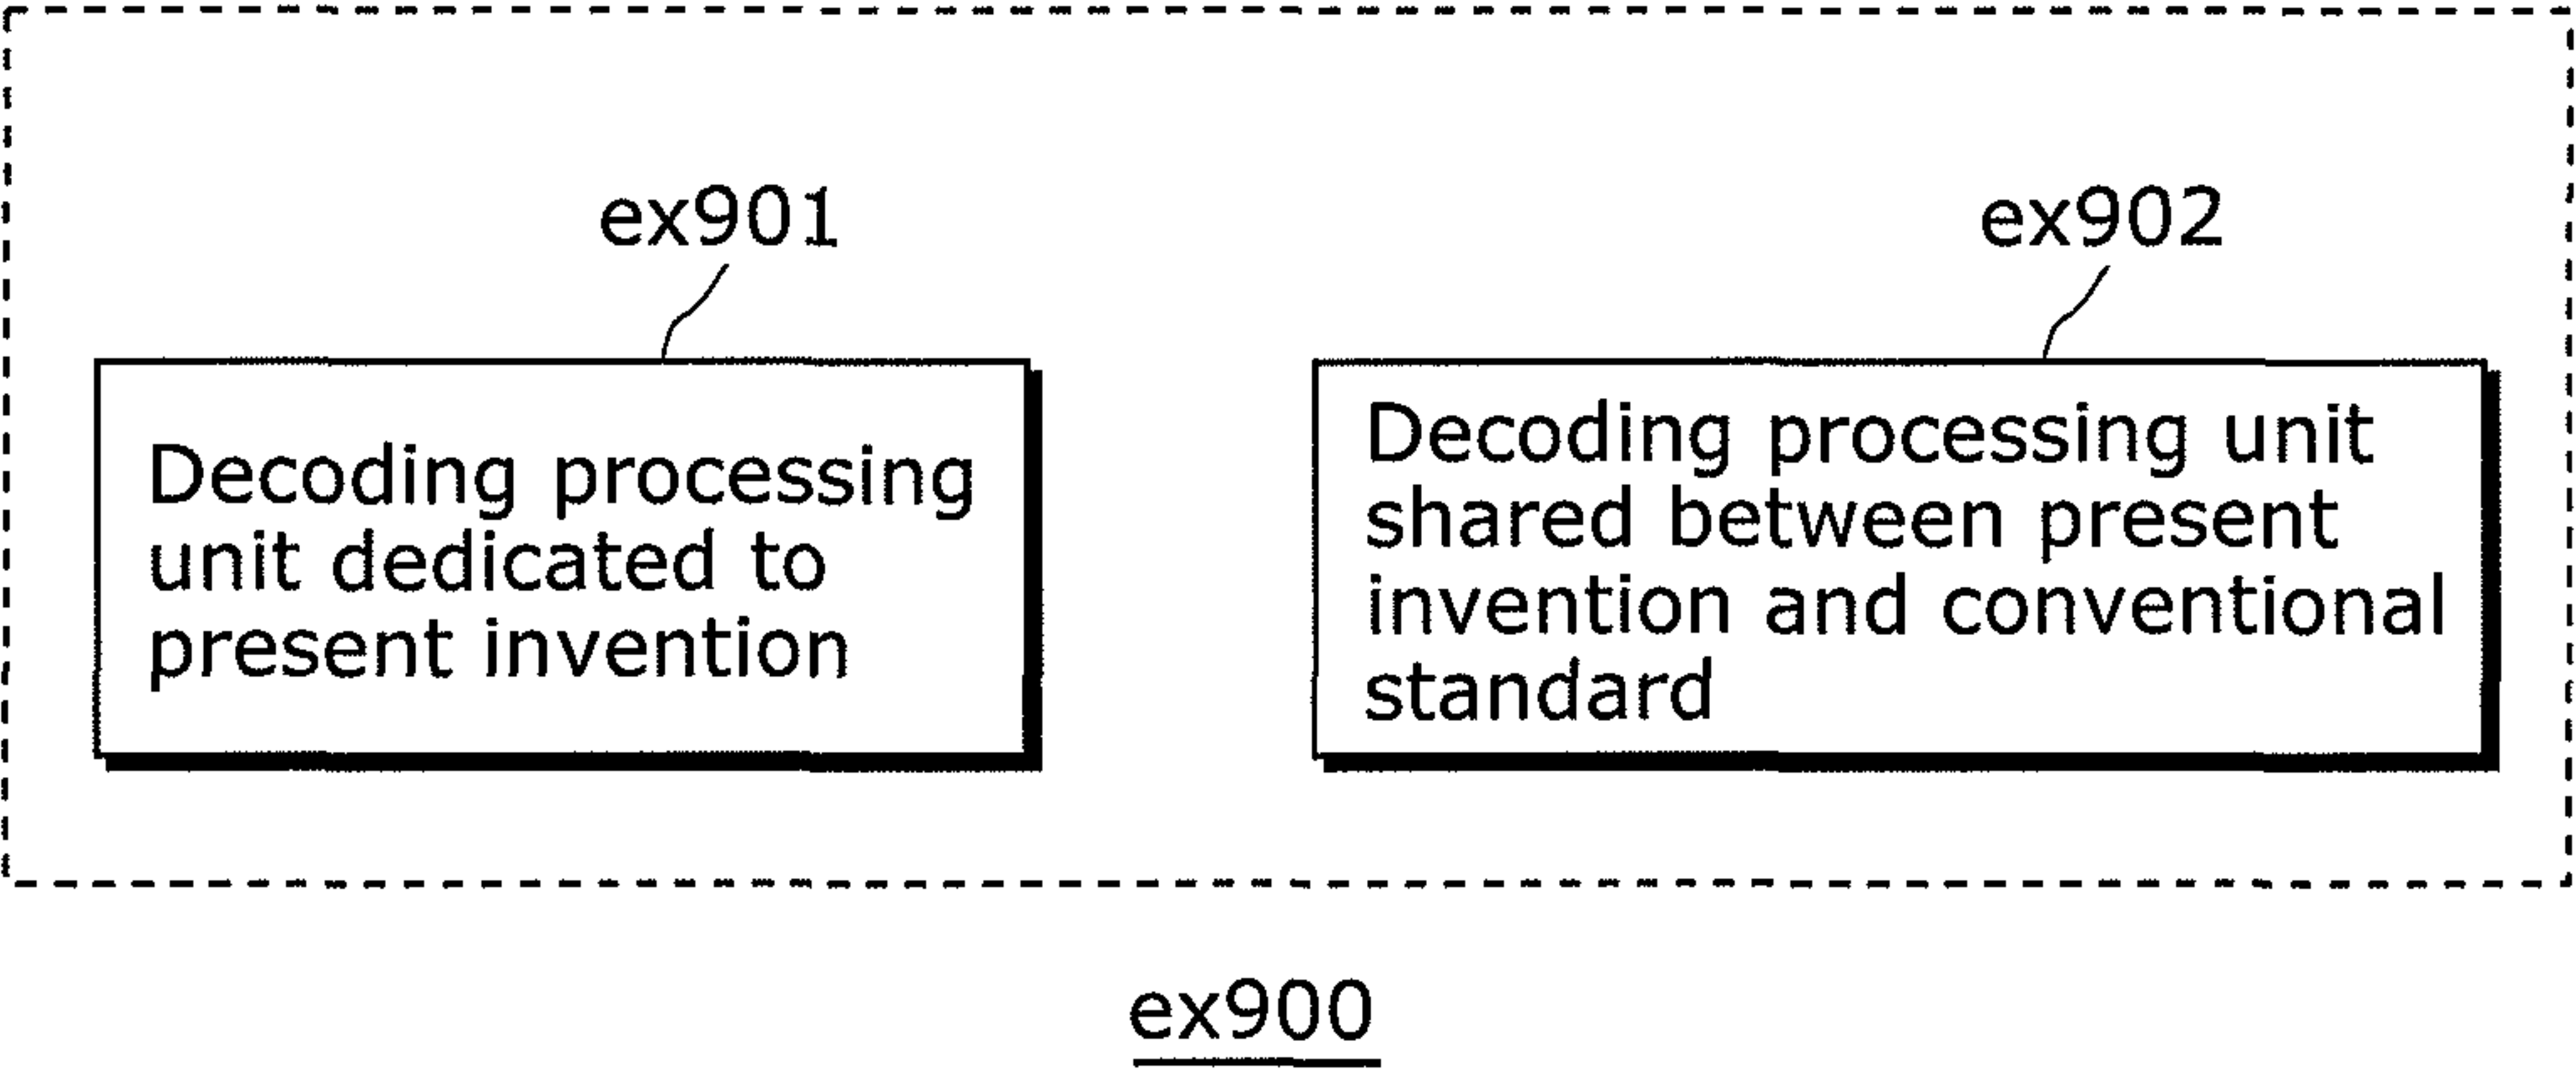 ex901
Decoding processing
unit dedicated to
present invention
ex902
Decoding processing unit
shared between present
invention and conventional
standard
ex900